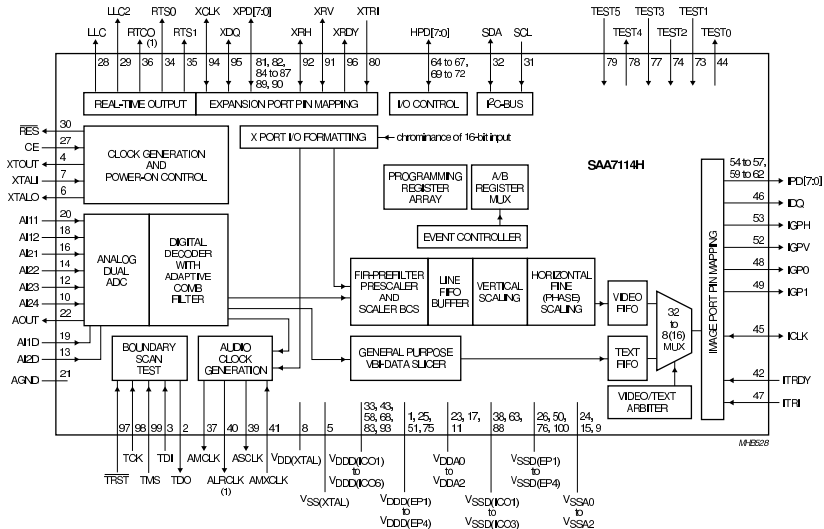 LLC2 RTS0 XCLK XPD[7:0] XRV XTRI
LLC RTCO RTS1 XDQ XRH XRDY HPD[7:0] SDA SCL TEST5 TEST3 TEST1
(1) TEST4 TEST2 TEST0
28 29 36 34 35 94 95 81, 82, 92 91 96 80 64 to 67, 32 31 79 78 77 74 73 44
84 to 87 69 to 72
89, 90
REAL-TIME OUTPUT
EXPANSION PORT PIN MAPPING
I/O CONTROL
I²C-BUS
RES 30
CE 27
XTOUT 4
XTALI 7
XTALO 6
CLOCK GENERATION
AND
POWER-ON CONTROL
X PORT I/O FORMATTING
chrominance of 16-bit input
SAA7114H
PROGRAMMING
REGISTER
ARRAY
A/B
REGISTER
MUX
EVENT CONTROLLER
AI11 20
AI12 18
AI21 16
AI22 14
AI23 12
AI24 10
AOUT 22
AI1D 19
AI2D 13
AGND 21
ANALOG
DUAL
ADC
DIGITAL
DECODER
WITH
ADAPTIVE
COMB
FILTER
FIR-PREFILTER
PRESCALER
AND
SCALER BCS
LINE
FIFO
BUFFER
VERTICAL
SCALING
HORIZONTAL
FINE
(PHASE)
SCALING
VIDEO
FIFO
32
to
8(16)
MUX
BOUNDARY
SCAN
TEST
AUDIO
CLOCK
GENERATION
GENERAL PURPOSE
VBI-DATA SLICER
TEXT
FIFO
VIDEO/TEXT
ARBITER
IMAGE PORT PIN MAPPING
54 to 57,
59 to 62
IPD[7:0]
46 IDQ
53 IGPH
52 IGPV
48 IGP0
49 IGP1
45 ICLK
42 ITRDY
47 ITRI
97 98 99 3 2 37 40 39 41 8 5
33, 43,
58, 68,
83, 93
1, 25,
51, 75
23, 17,
11
38, 63,
88
26, 50,
76, 100
24,
15, 9
MHB528
TCK TDI AMCLK ASCLK VDD(XTAL)
TRST TMS TDO ALRCLK AMXCLK
(1)
VSS(XTAL)
VDDD(ICO1)
to
VDDD(ICO6)
VDDD(EP1)
to
VDDD(EP4)
VDDA0
to
VDDA2
VSSD(ICO1)
to
VSSD(ICO3)
VSSD(EP1)
to
VSSD(EP4)
VSSA0
to
VSSA2